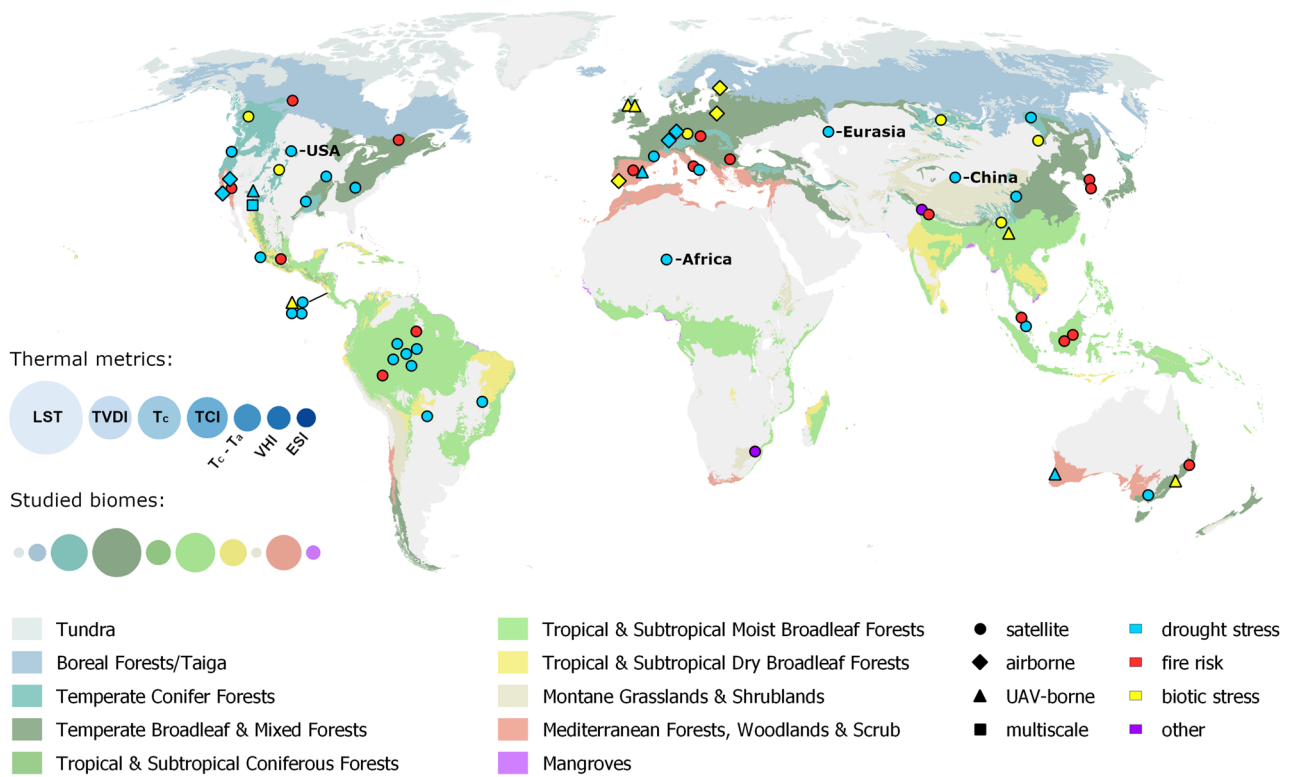 -USA
-Eurasia
-China
-Africa
Thermal metrics:
LST
TVDI
Tc
TCI
Tc - Ta
VHI
ESI
Studied biomes:
Tundra
Boreal Forests/Taiga
Temperate Conifer Forests
Temperate Broadleaf & Mixed Forests
Tropical & Subtropical Coniferous Forests
Tropical & Subtropical Moist Broadleaf Forests
Tropical & Subtropical Dry Broadleaf Forests
Montane Grasslands & Shrublands
Mediterranean Forests, Woodlands & Scrub
Mangroves
satellite
airborne
UAV-borne
multiscale
drought stress
fire risk
biotic stress
other